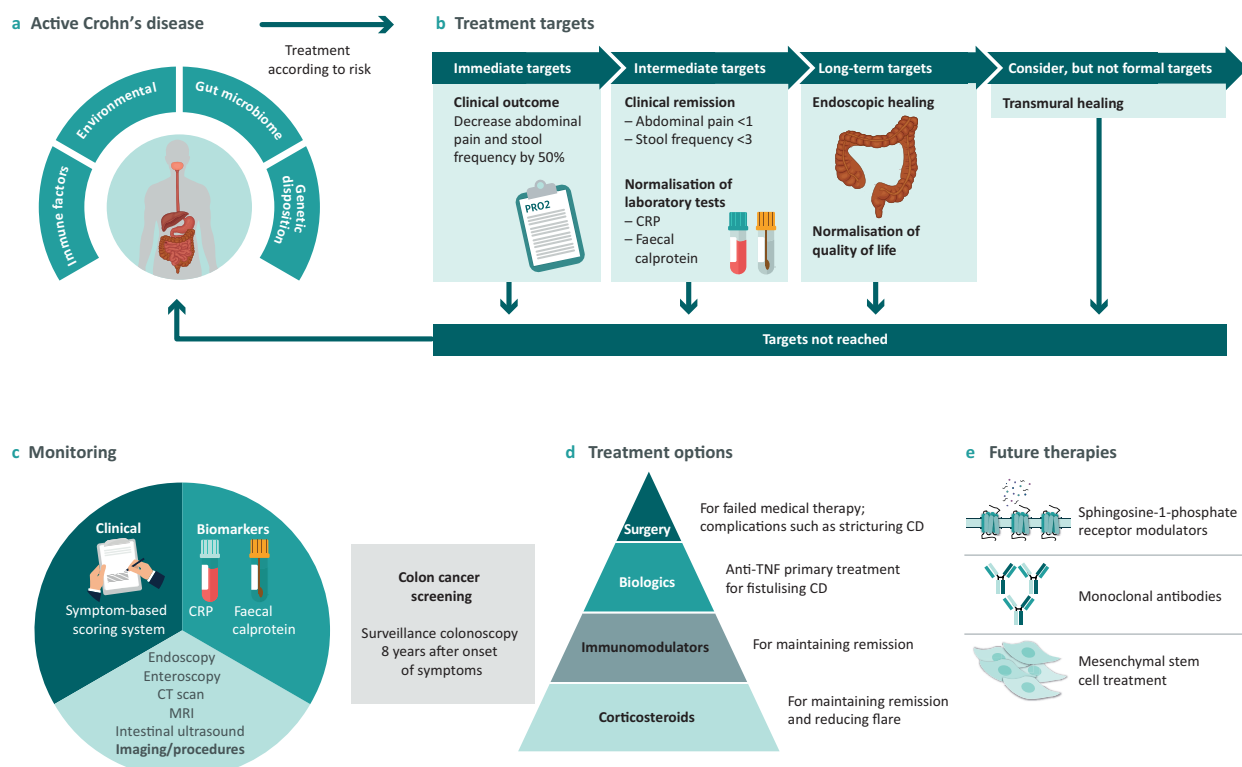 a Active Crohn's disease
Treatment
according to risk
Immune factors
Environmental
Gut microbiome
Genetic
disposition
b Treatment targets
Immediate targets
Clinical outcome
Decrease abdominal
pain and stool
frequency by 50%
PRO2
Intermediate targets
Clinical remission
– Abdominal pain <1
– Stool frequency <3
Normalisation of
laboratory tests
– CRP
– Faecal
calprotein
Long-term targets
Endoscopic healing
Normalisation of
quality of life
Consider, but not formal targets
Transmural healing
Targets not reached
c Monitoring
Clinical
Symptom-based
scoring system
Biomarkers
CRP
Faecal
calprotein
Endoscopy
Enteroscopy
CT scan
MRI
Intestinal ultrasound
Imaging/procedures
Colon cancer
screening
Surveillance colonoscopy
8 years after onset
of symptoms
d Treatment options
Surgery
For failed medical therapy;
complications such as stricturing CD
Biologics
Anti-TNF primary treatment
for fistulising CD
Immunomodulators
For maintaining remission
Corticosteroids
For maintaining remission
and reducing flare
e Future therapies
Sphingosine-1-phosphate
receptor modulators
Monoclonal antibodies
Mesenchymal stem
cell treatment